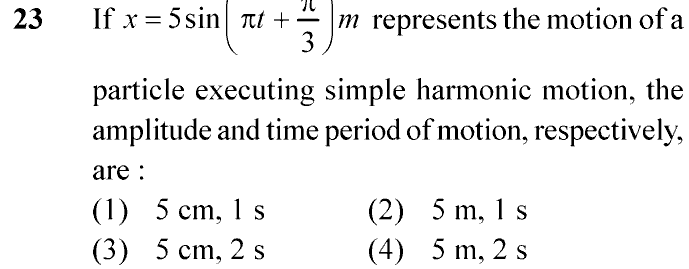 23 If x = 5 sin(πt + π/3) m represents the motion of a
particle executing simple harmonic motion, the
amplitude and time period of motion, respectively,
are :
(1) 5 cm, 1 s (2) 5 m, 1 s
(3) 5 cm, 2 s (4) 5 m, 2 s